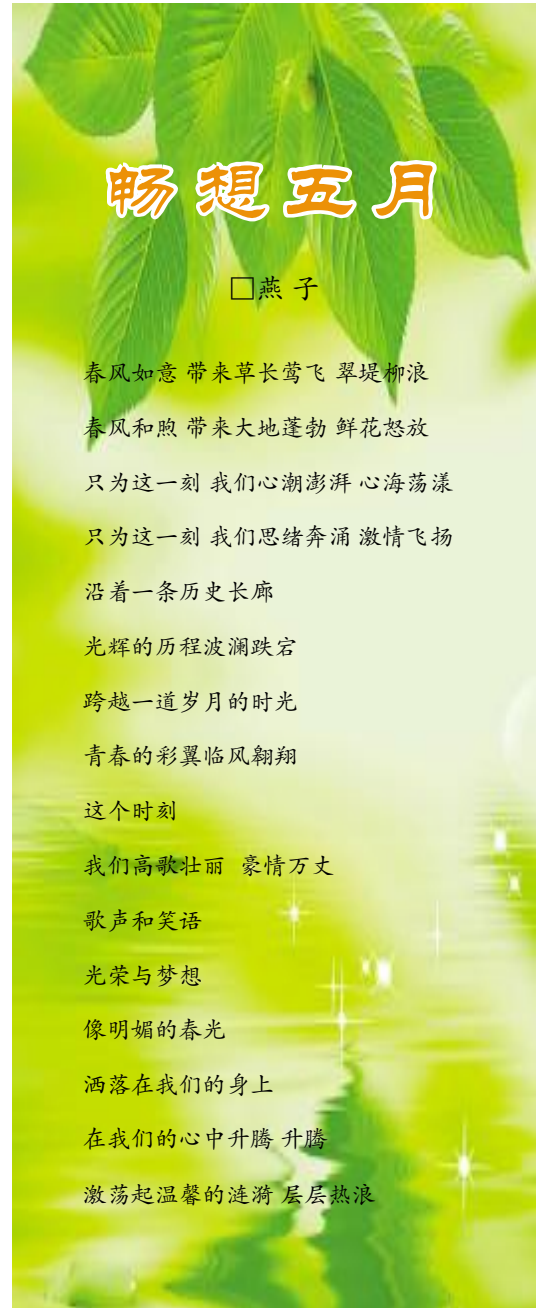 畅想五月
□燕 子
春风如意 带来草长莺飞 翠堤柳浪
春风和煦 带来大地蓬勃 鲜花怒放
只为这一刻 我们心潮澎湃 心海荡漾
只为这一刻 我们思绪奔涌 激情飞扬
沿着一条历史长廊
光辉的历程波澜跌宕
跨越一道岁月的时光
青春的彩翼临风翱翔
这个时刻
我们高歌壮丽  豪情万丈
歌声和笑语
光荣与梦想
像明媚的春光
洒落在我们的身上
在我们的心中升腾 升腾
激荡起温馨的涟漪 层层热浪